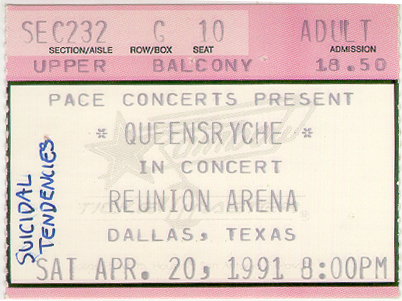 SEC232 G 10 ADULT
SECTION/AISLE ROW/BOX SEAT ADMISSION
UPPER BALCONY 18.50
PACE CONCERTS PRESENT
* QUEENSRYCHE *
IN CONCERT
REUNION ARENA
DALLAS, TEXAS
SAT APR. 20, 1991 8:00PM
SUICIDAL
TENDENCIES